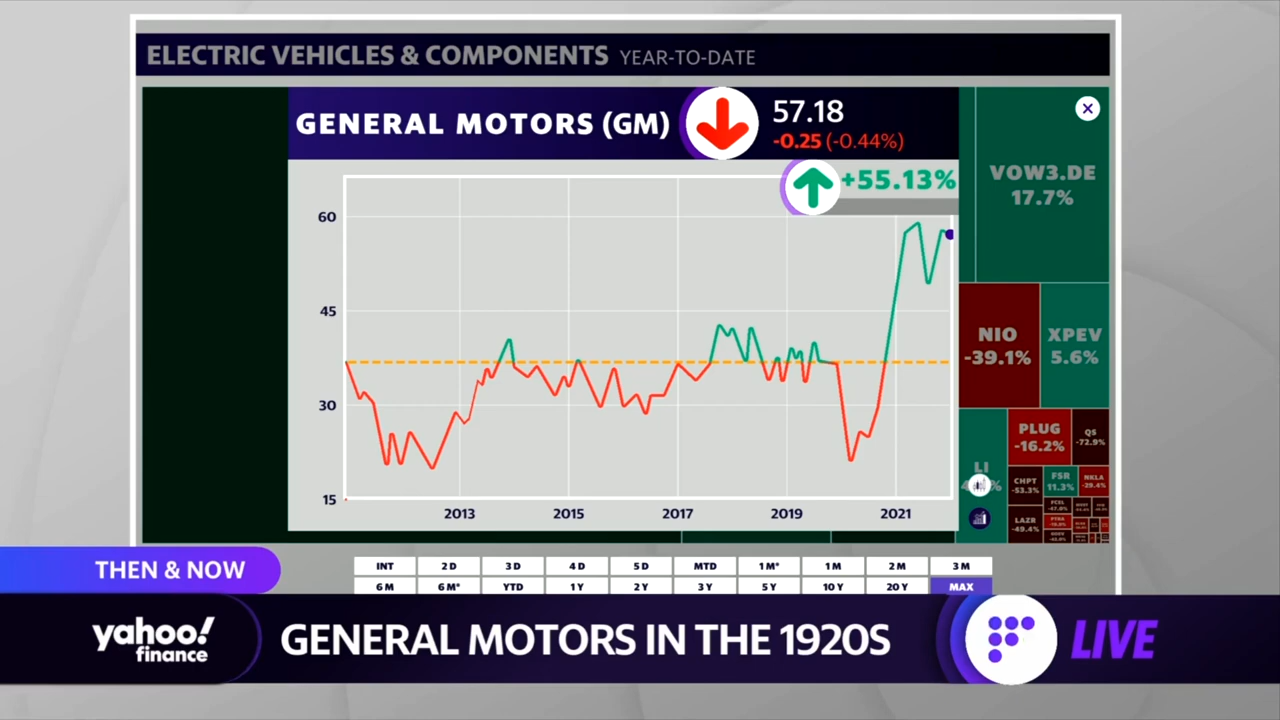 ELECTRIC VEHICLES & COMPONENTS YEAR-TO-DATE
GENERAL MOTORS (GM)
57.18
-0.25 (-0.44%)
+55.13%
60
45
30
15
2013 2015 2017 2019 2021
VOW3.DE
17.7%
NIO
-39.1%
XPEV
5.6%
LI
PLUG
-16.2%
QS
-72.9%
CHPT
-53.3%
FSR
11.3%
NKLA
-29.4%
LAZR
-49.4%
INT 2 D 3 D 4 D 5 D MTD 1 M* 1 M 2 M 3 M
6 M 6 M* YTD 1 Y 2 Y 3 Y 5 Y 10 Y 20 Y MAX
THEN & NOW
yahoo!
finance
GENERAL MOTORS IN THE 1920S
LIVE